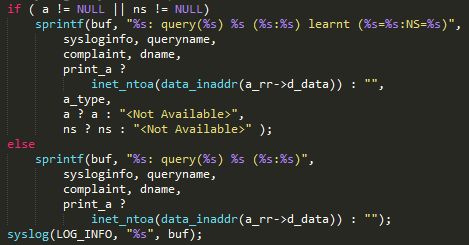 if ( a != NULL || ns != NULL)
    sprintf(buf, "%s: query(%s) %s (%s:%s) learnt (%s=%s:NS=%s)",
        sysloginfo, queryname,
        complaint, dname,
        print_a ?
            inet_ntoa(data_inaddr(a_rr->d_data)) : "",
        a_type,
        a ? a : "<Not Available>",
        ns ? ns : "<Not Available>" );
else
    sprintf(buf, "%s: query(%s) %s (%s:%s)",
        sysloginfo, queryname,
        complaint, dname,
        print_a ?
            inet_ntoa(data_inaddr(a_rr->d_data)) : "");
syslog(LOG_INFO, "%s", buf);